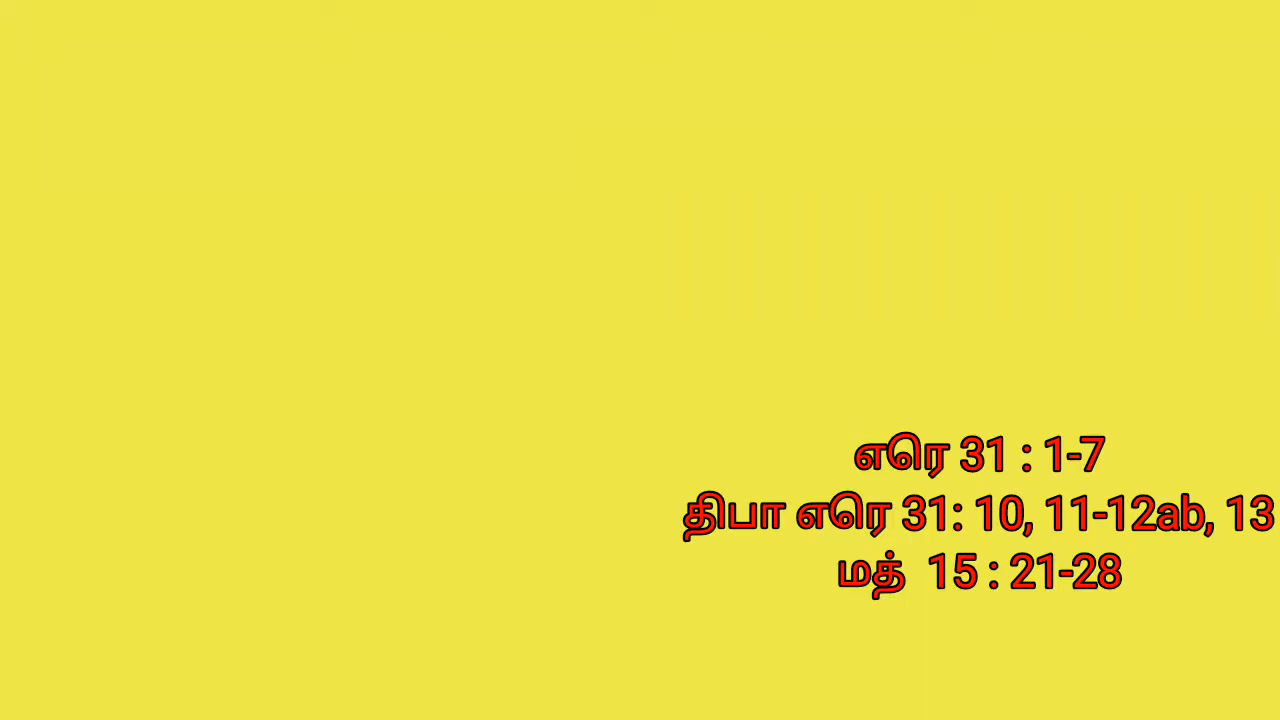 எரெ 31 : 1-7
திபா எரெ 31: 10, 11-12ab, 13
மத் 15 : 21-28